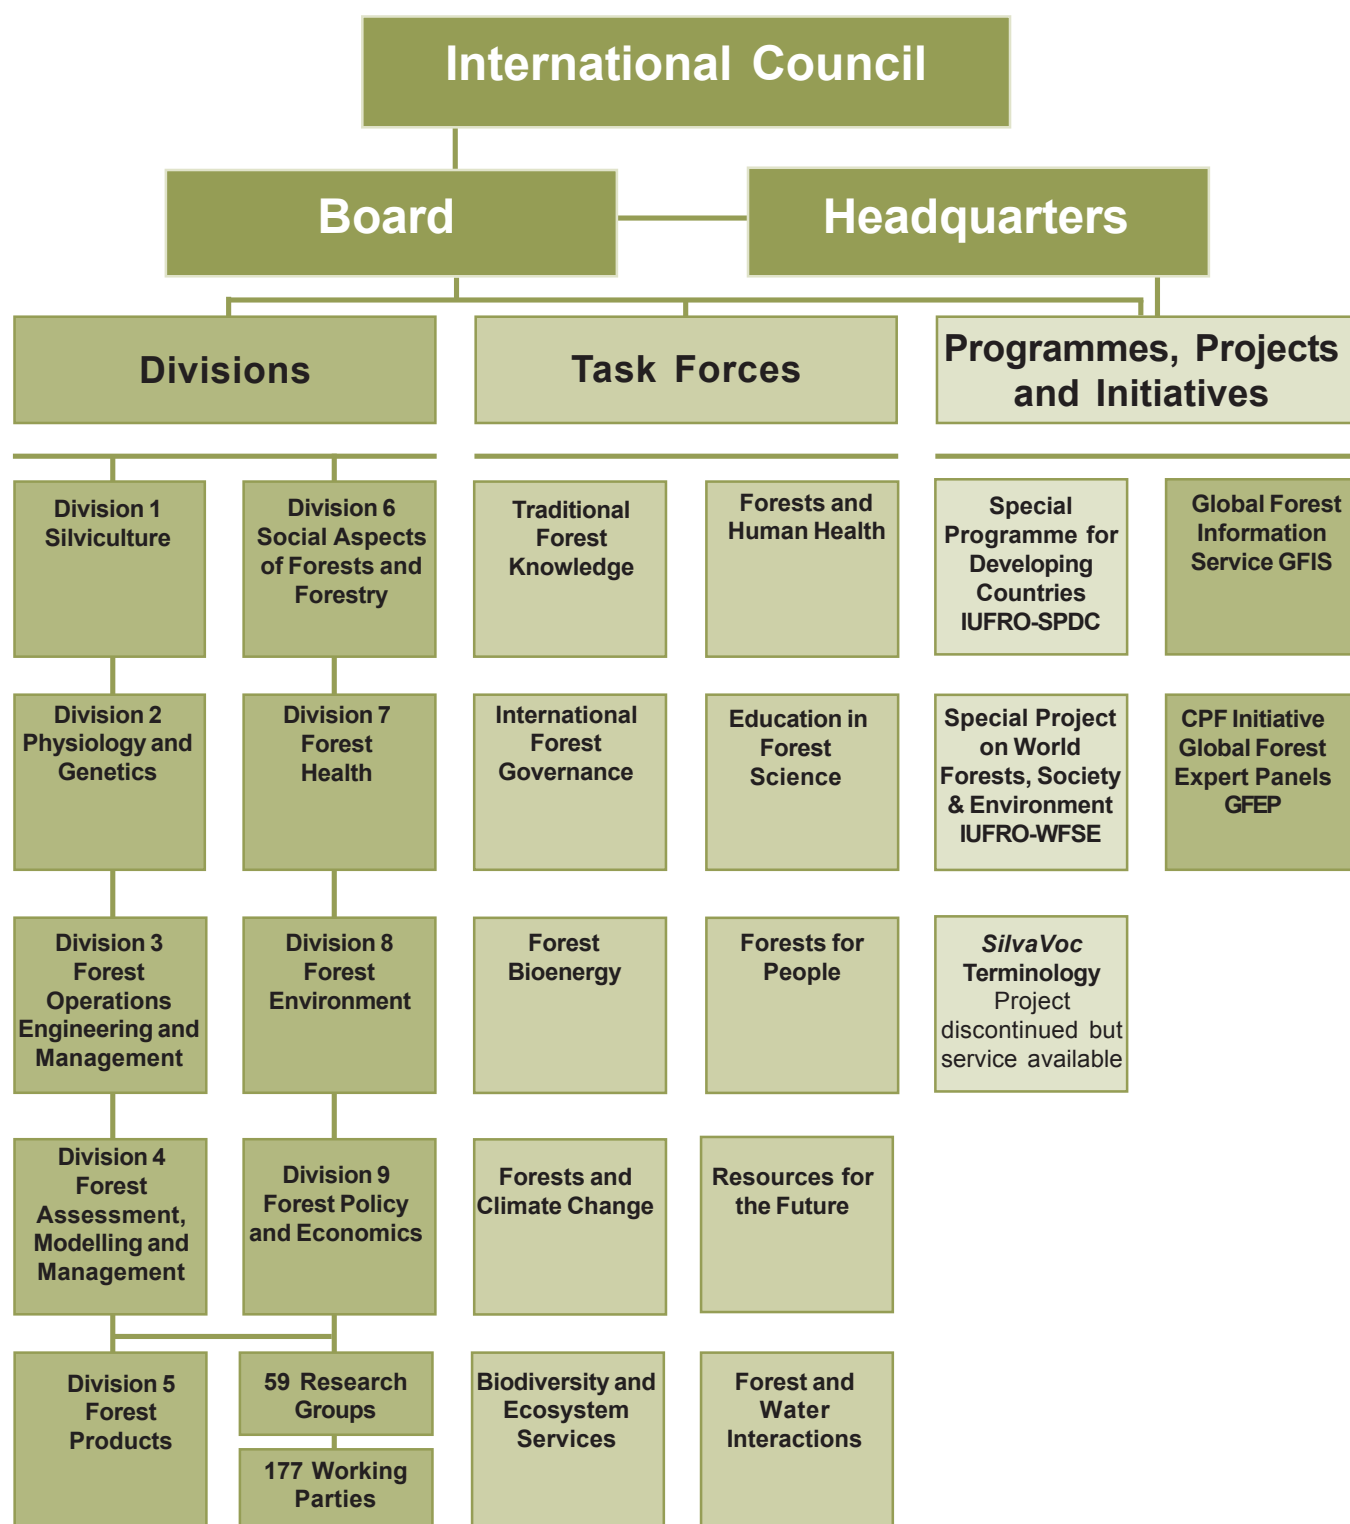 International Council
Board
Headquarters
Divisions
Task Forces
Programmes, Projects
and Initiatives
Division 1
Silviculture
Division 6
Social Aspects
of Forests and
Forestry
Traditional
Forest
Knowledge
Forests and
Human Health
Special
Programme for
Developing
Countries
IUFRO-SPDC
Global Forest
Information
Service GFIS
Division 2
Physiology and
Genetics
Division 7
Forest
Health
International
Forest
Governance
Education in
Forest
Science
Special Project
on World
Forests, Society
& Environment
IUFRO-WFSE
CPF Initiative
Global Forest
Expert Panels
GFEP
Division 3
Forest
Operations
Engineering and
Management
Division 8
Forest
Environment
Forest
Bioenergy
Forests for
People
SilvaVoc
Terminology
Project
discontinued but
service available
Division 4
Forest
Assessment,
Modelling and
Management
Division 9
Forest Policy
and Economics
Forests and
Climate Change
Resources for
the Future
Division 5
Forest
Products
59 Research
Groups
177 Working
Parties
Biodiversity and
Ecosystem
Services
Forest and
Water
Interactions